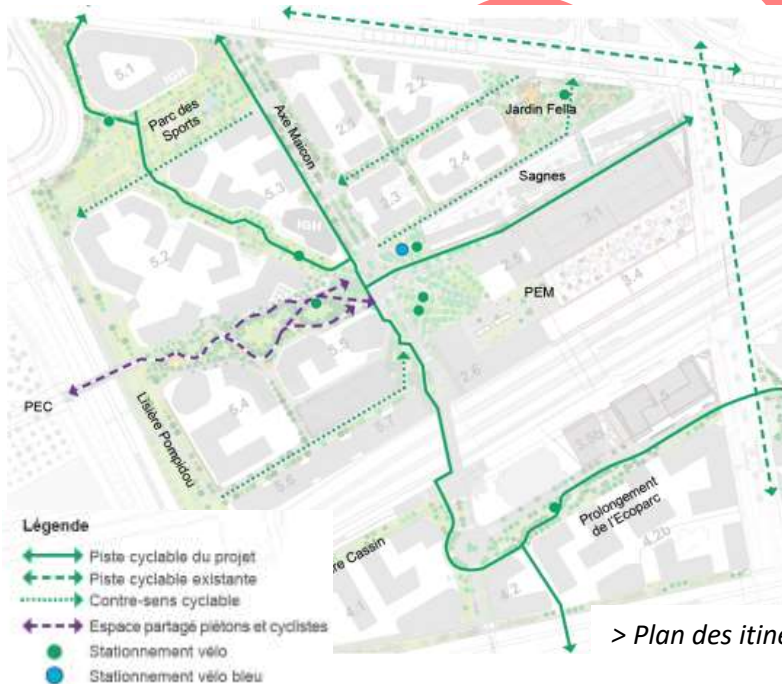 5.1
IGH
Parc des
Sports
Axe Maïcon
2.2
2.1
Jardin Fella
2.4
2.3
Sagnes
5.3
IGH
5.2
3.1
2.5
3.4
PEM
5.5
2.6
PEC
5.4
5.7
5.6
Lisière Pompidou
Prolongement
de l'Ecoparc
4.2b
4.2
4.1
re Cassin
Légende
Piste cyclable du projet
Piste cyclable existante
Contre-sens cyclable
Espace partagé piétons et cyclistes
Stationnement vélo
Stationnement vélo bleu
> Plan des itiné